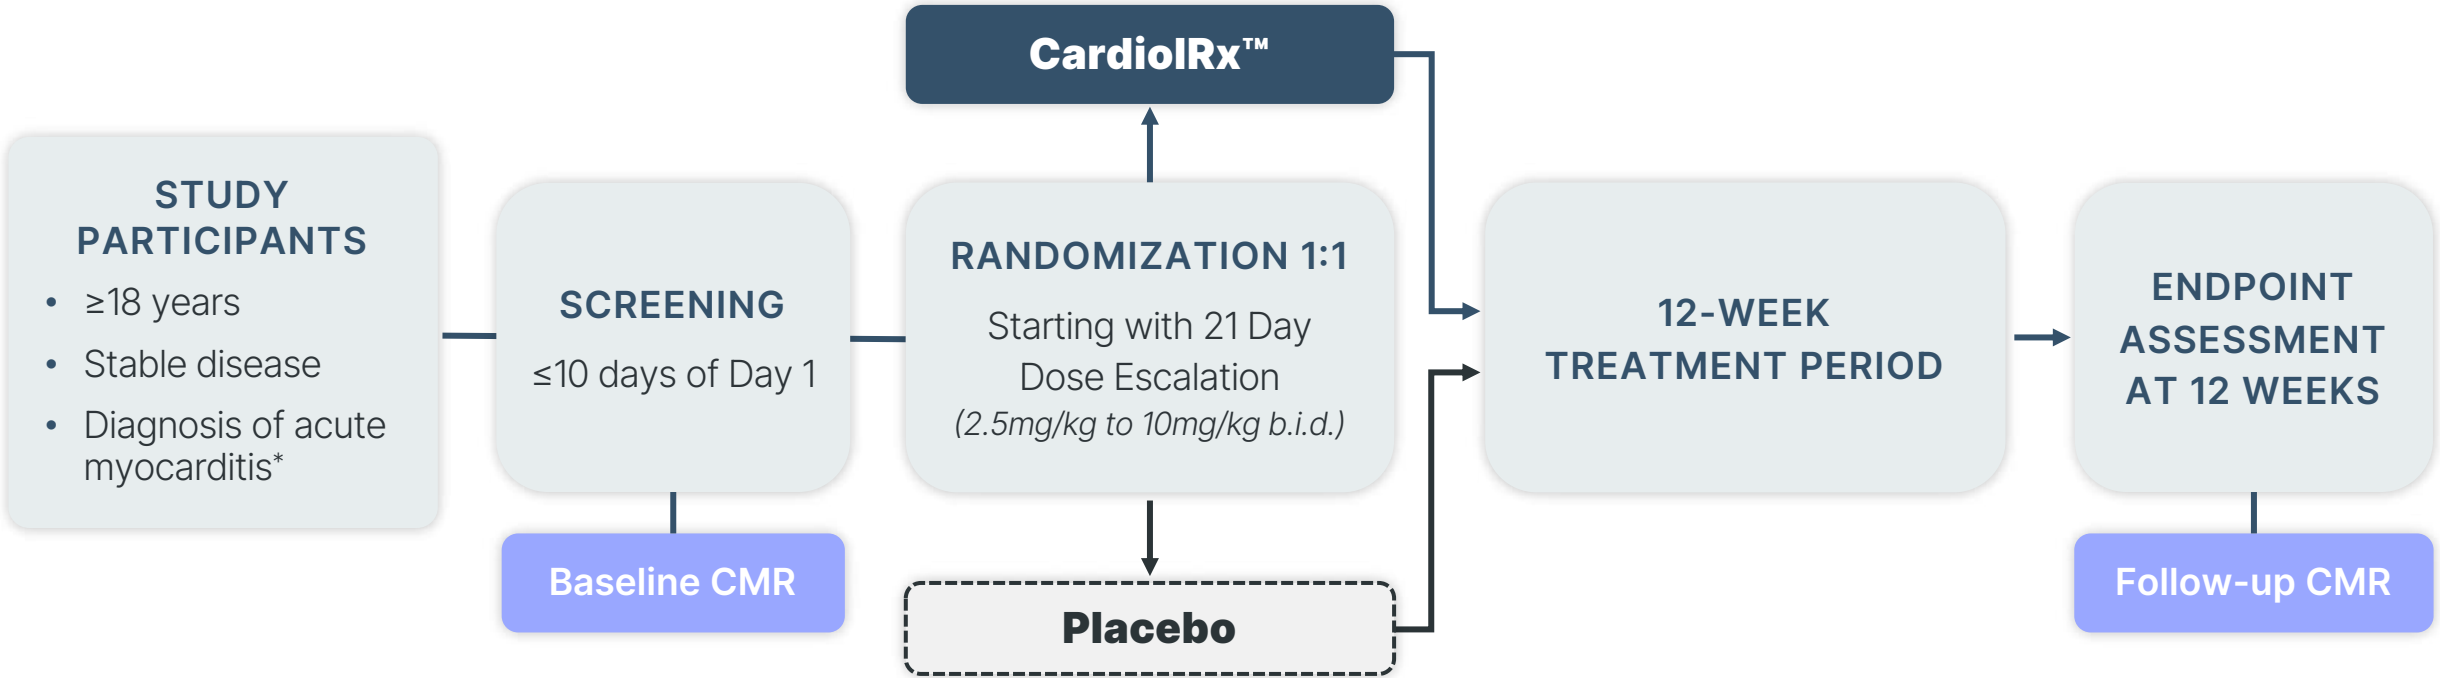 CardiolRx™
STUDY
PARTICIPANTS
• ≥18 years
• Stable disease
• Diagnosis of acute
myocarditis*
SCREENING
≤10 days of Day 1
Baseline CMR
RANDOMIZATION 1:1
Starting with 21 Day
Dose Escalation
(2.5mg/kg to 10mg/kg b.i.d.)
Placebo
12-WEEK
TREATMENT PERIOD
ENDPOINT
ASSESSMENT
AT 12 WEEKS
Follow-up CMR